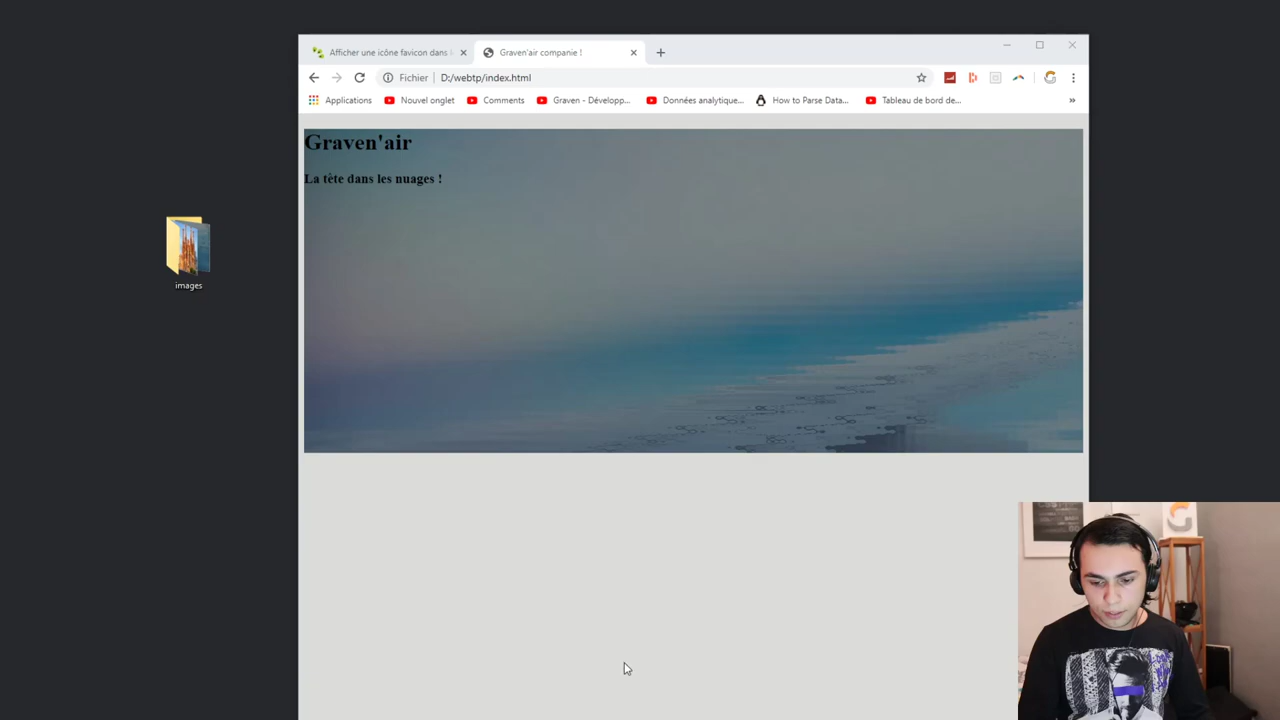 Afficher une icône favicon dans
Graven'air companie !
Fichier
D:/webtp/index.html
Applications
Nouvel onglet
Comments
Graven - Développ...
Données analytique...
How to Parse Data...
Tableau de bord de...
»
Graven'air
La tête dans les nuages !
images